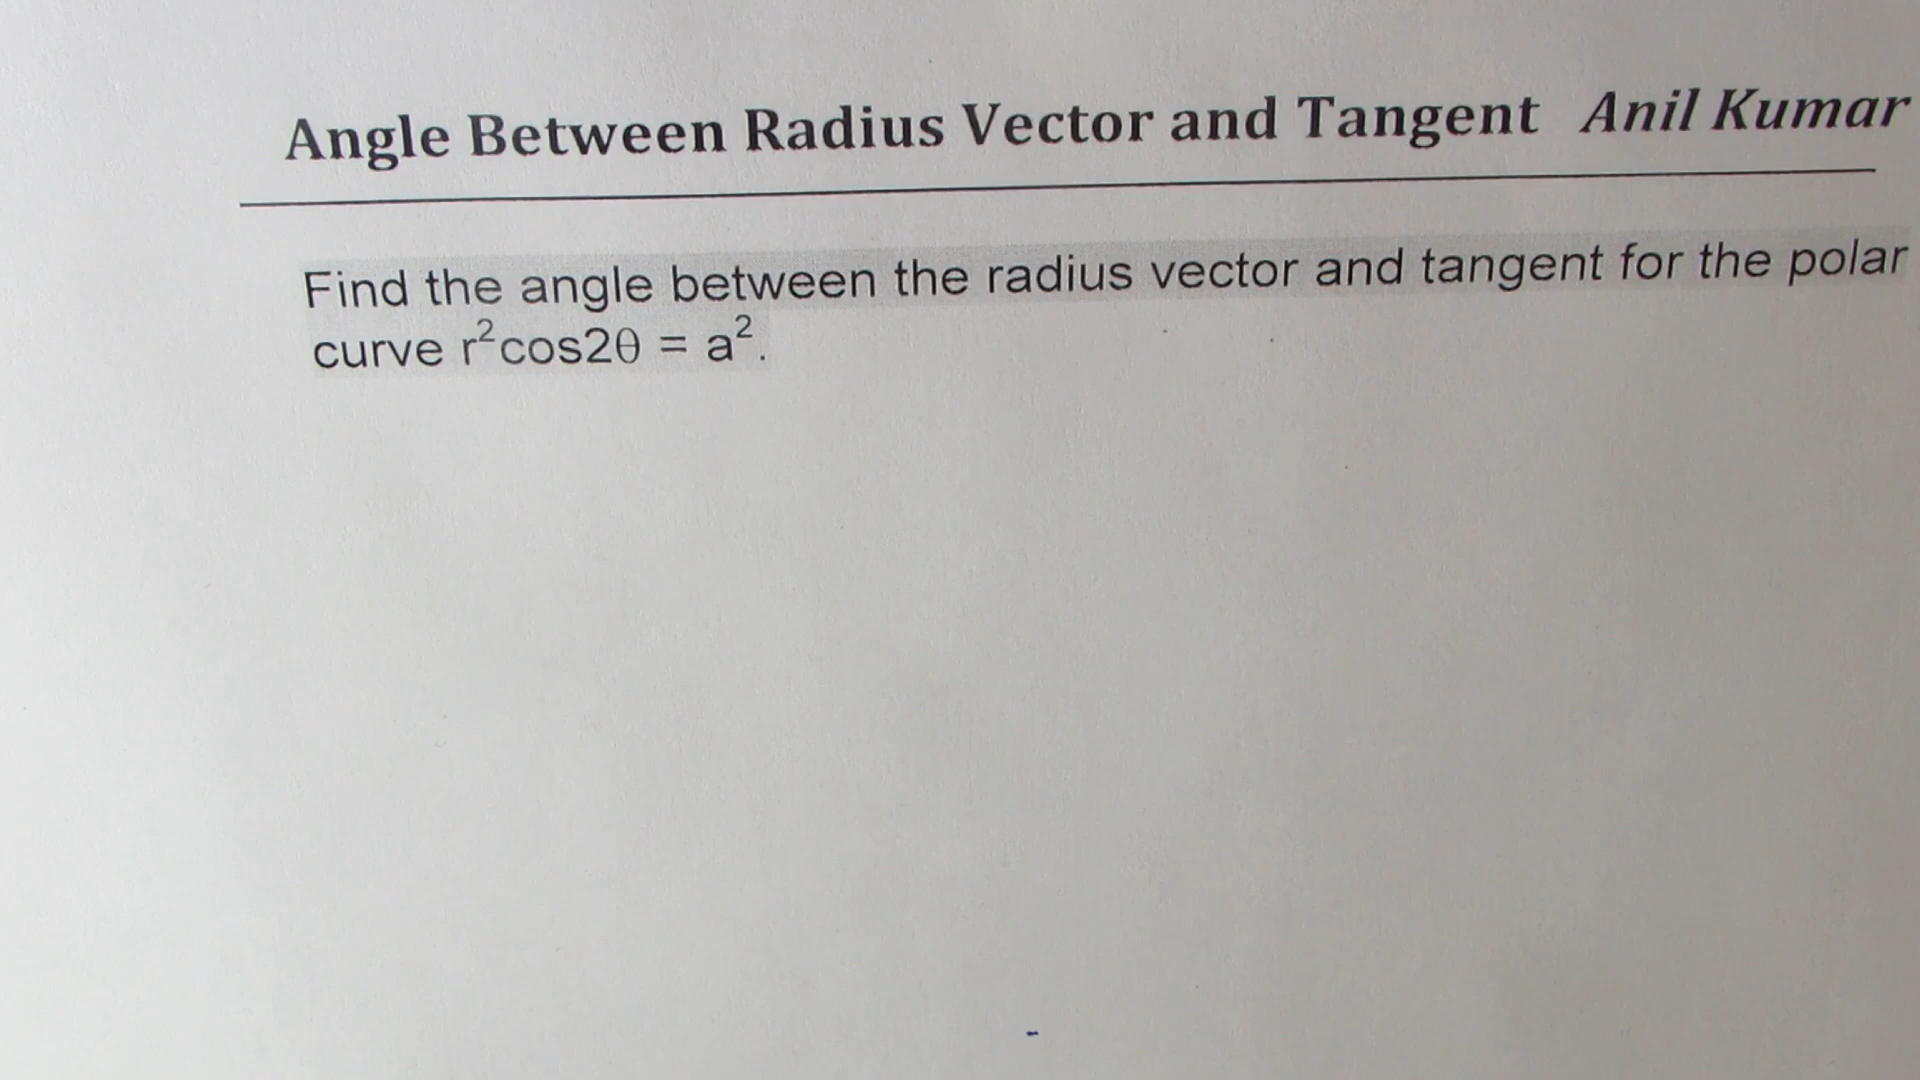 Angle Between Radius Vector and Tangent Anil Kumar
Find the angle between the radius vector and tangent for the polar
curve r²cos2θ = a².